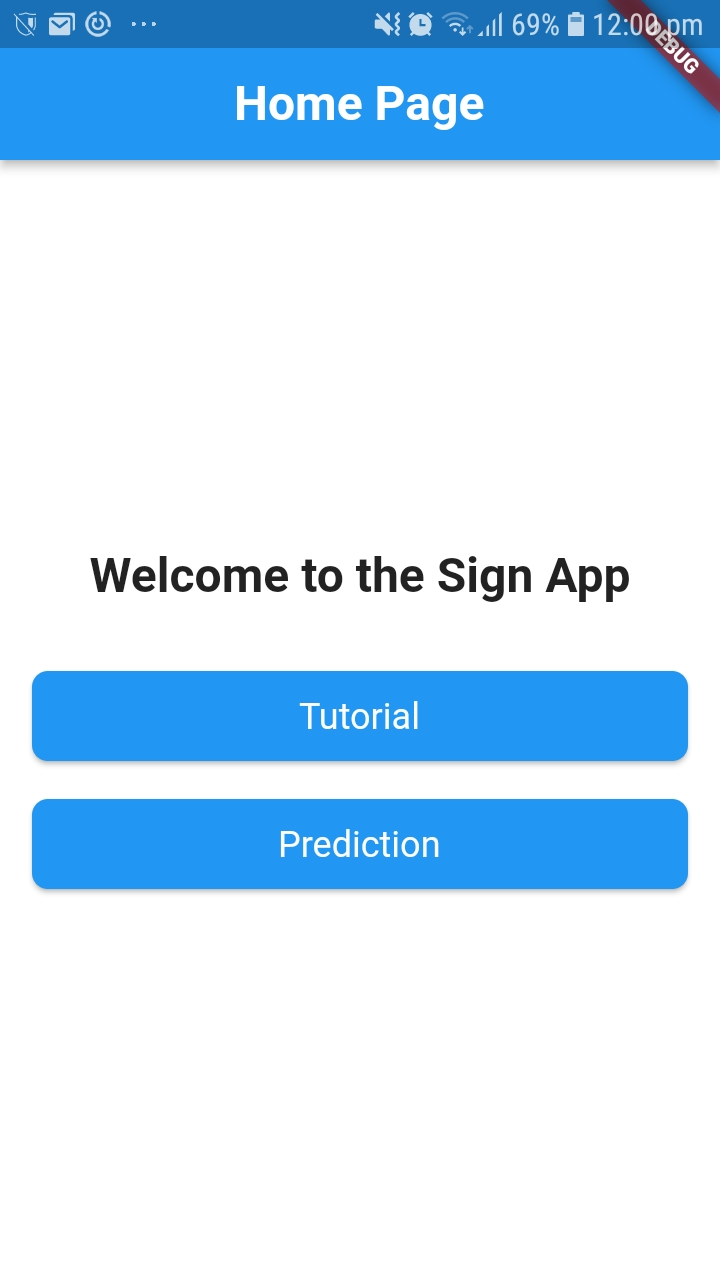 69% 12:00 pm
DEBUG
Home Page
Welcome to the Sign App
Tutorial
Prediction